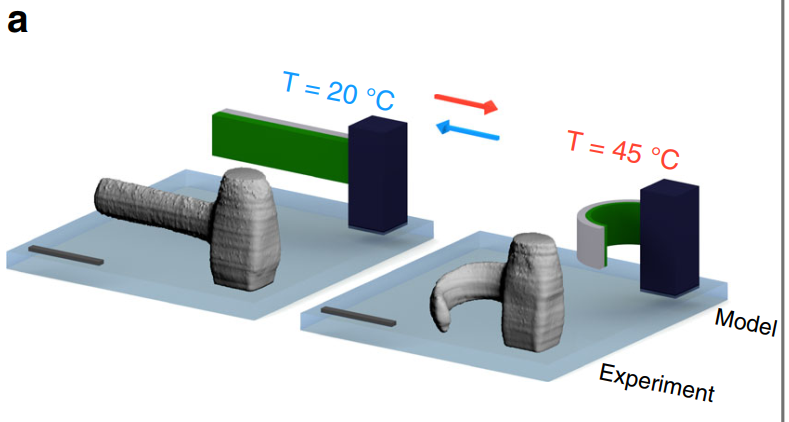 a
T = 20 °C
T = 45 °C
Model
Experiment